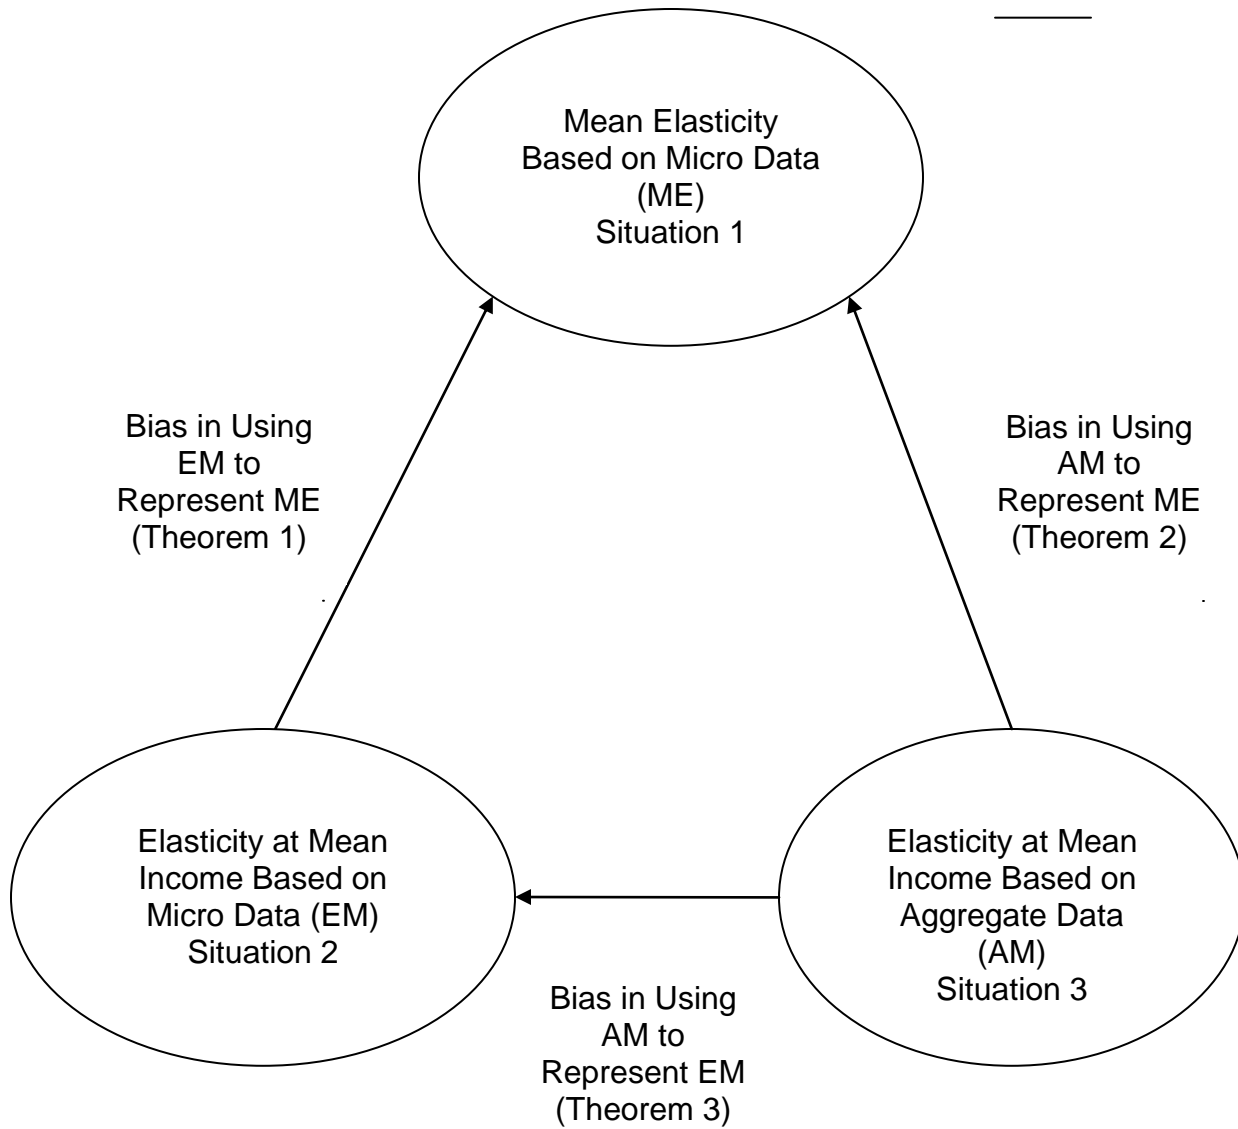 Mean Elasticity
Based on Micro Data
(ME)
Situation 1
Bias in Using
EM to
Represent ME
(Theorem 1)
Bias in Using
AM to
Represent ME
(Theorem 2)
Elasticity at Mean
Income Based on
Micro Data (EM)
Situation 2
Elasticity at Mean
Income Based on
Aggregate Data
(AM)
Situation 3
Bias in Using
AM to
Represent EM
(Theorem 3)